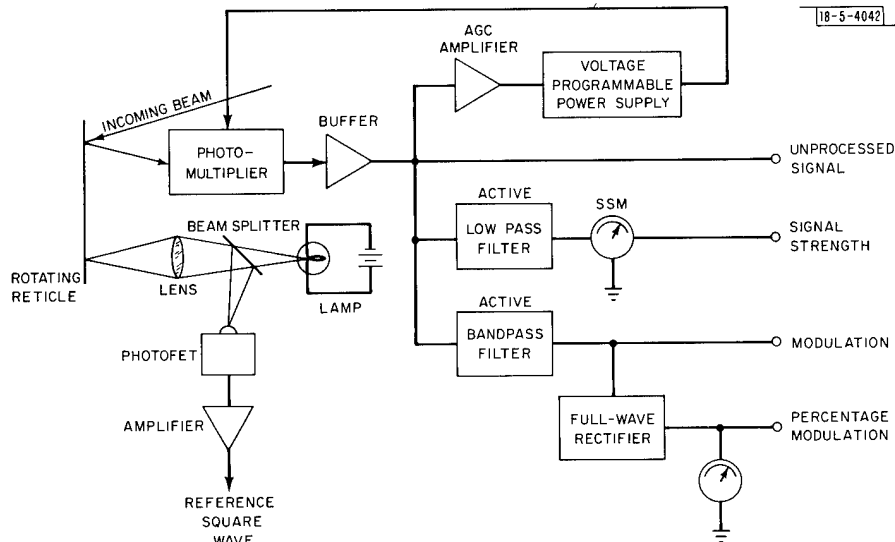 18-5-4042
AGC
AMPLIFIER
VOLTAGE
PROGRAMMABLE
POWER SUPPLY
INCOMING BEAM
PHOTO-
MULTIPLIER
BUFFER
UNPROCESSED
SIGNAL
ACTIVE
LOW PASS
FILTER
SSM
SIGNAL
STRENGTH
BEAM SPLITTER
ROTATING
RETICLE
LENS
LAMP
ACTIVE
BANDPASS
FILTER
MODULATION
PHOTOFET
FULL-WAVE
RECTIFIER
PERCENTAGE
MODULATION
AMPLIFIER
REFERENCE
SQUARE
WAVE